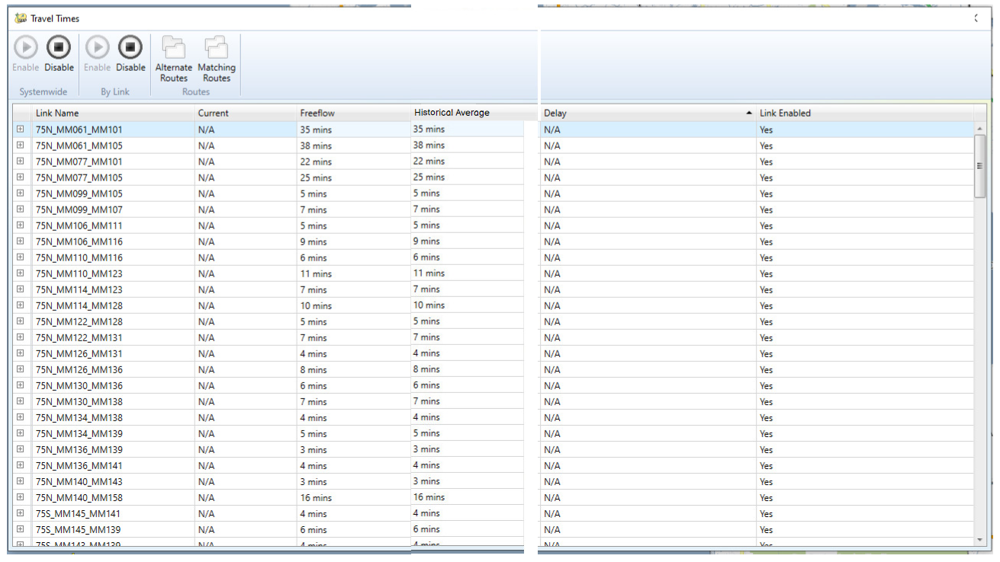 Travel Times
Enable Disable Enable Disable Alternate Routes Matching Routes
Systemwide By Link Routes
Link Name Current Freeflow Historical Average Delay Link Enabled
75N_MM061_MM101 N/A 35 mins 35 mins N/A Yes
75N_MM061_MM105 N/A 38 mins 38 mins N/A Yes
75N_MM077_MM101 N/A 22 mins 22 mins N/A Yes
75N_MM077_MM105 N/A 25 mins 25 mins N/A Yes
75N_MM099_MM105 N/A 5 mins 5 mins N/A Yes
75N_MM099_MM107 N/A 7 mins 7 mins N/A Yes
75N_MM106_MM111 N/A 5 mins 5 mins N/A Yes
75N_MM106_MM116 N/A 9 mins 9 mins N/A Yes
75N_MM110_MM116 N/A 6 mins 6 mins N/A Yes
75N_MM110_MM123 N/A 11 mins 11 mins N/A Yes
75N_MM114_MM123 N/A 7 mins 7 mins N/A Yes
75N_MM114_MM128 N/A 10 mins 10 mins N/A Yes
75N_MM122_MM128 N/A 5 mins 5 mins N/A Yes
75N_MM122_MM131 N/A 7 mins 7 mins N/A Yes
75N_MM126_MM131 N/A 4 mins 4 mins N/A Yes
75N_MM126_MM136 N/A 8 mins 8 mins N/A Yes
75N_MM130_MM136 N/A 6 mins 6 mins N/A Yes
75N_MM130_MM138 N/A 7 mins 7 mins N/A Yes
75N_MM134_MM138 N/A 4 mins 4 mins N/A Yes
75N_MM134_MM139 N/A 5 mins 5 mins N/A Yes
75N_MM136_MM139 N/A 3 mins 3 mins N/A Yes
75N_MM136_MM141 N/A 4 mins 4 mins N/A Yes
75N_MM140_MM143 N/A 3 mins 3 mins N/A Yes
75N_MM140_MM158 N/A 16 mins 16 mins N/A Yes
75S_MM145_MM141 N/A 4 mins 4 mins N/A Yes
75S_MM145_MM139 N/A 6 mins 6 mins N/A Yes
75S_MM143_MM139 N/A 4 mins 4 mins N/A Yes